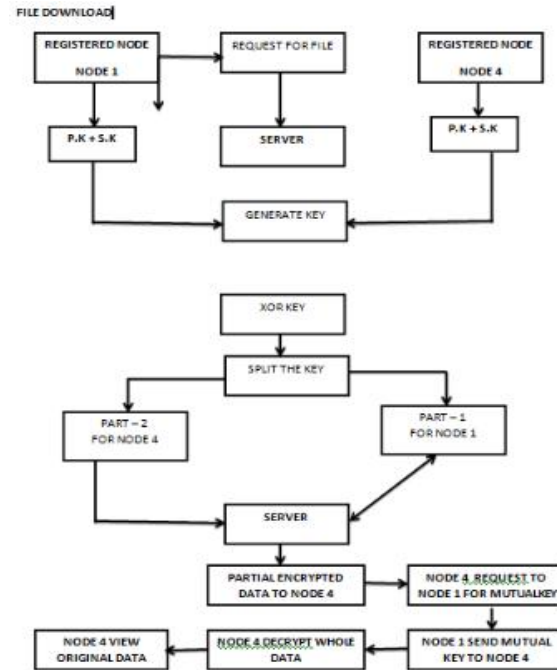 FILE DOWNLOAD
REGISTERED NODE
NODE 1
REQUEST FOR FILE
REGISTERED NODE
NODE 4
P.K + S.K
SERVER
P.K + S.K
GENERATE KEY
XOR KEY
SPLIT THE KEY
PART – 2
FOR NODE 4
PART – 1
FOR NODE 1
SERVER
PARTIAL ENCRYPTED
DATA TO NODE 4
NODE 4 REQUEST TO
NODE 1 FOR MUTUALKEY
NODE 4 VIEW
ORIGINAL DATA
NODE 4 DECRYPT WHOLE
DATA
NODE 1 SEND MUTUAL
KEY TO NODE 4